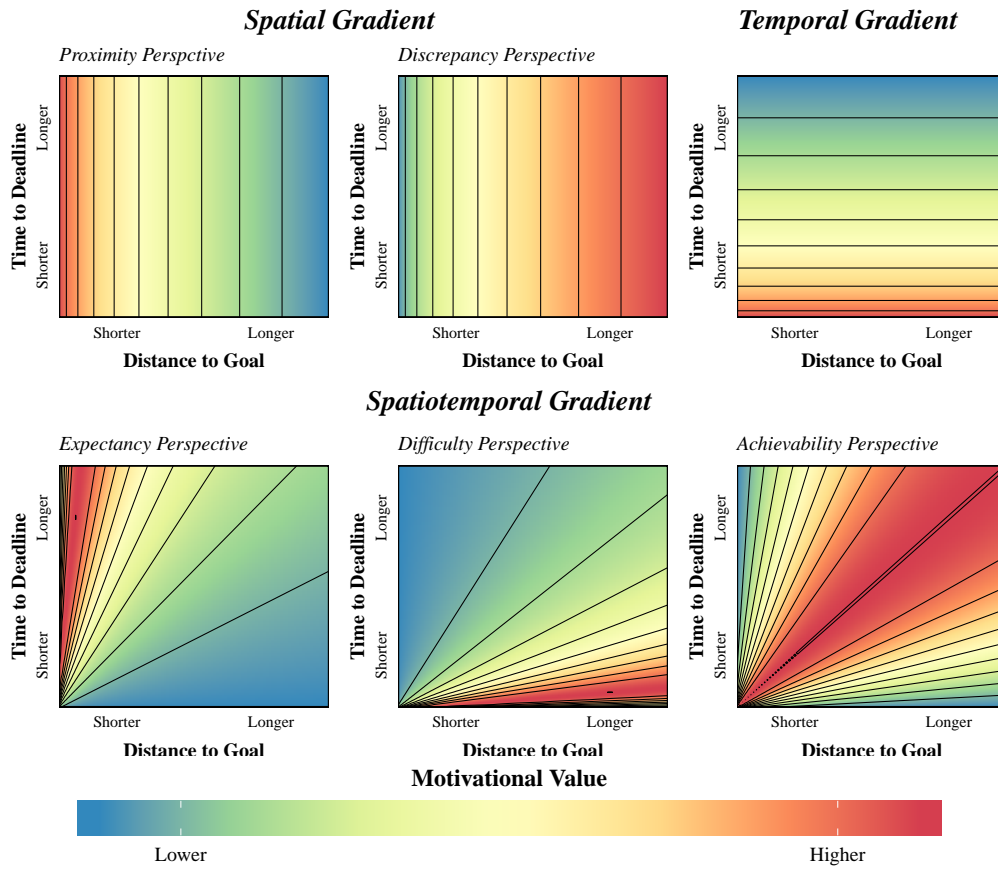 Spatial Gradient
Temporal Gradient
Proximity Perspctive
Discrepancy Perspective
Time to Deadline
Shorter
Longer
Time to Deadline
Shorter
Longer
Time to Deadline
Shorter
Longer
Shorter Longer
Shorter Longer
Shorter Longer
Distance to Goal
Distance to Goal
Distance to Goal
Spatiotemporal Gradient
Expectancy Perspective
Difficulty Perspective
Achievability Perspective
Time to Deadline
Shorter
Longer
Time to Deadline
Shorter
Longer
Time to Deadline
Shorter
Longer
Shorter Longer
Shorter Longer
Shorter Longer
Distance to Goal
Distance to Goal
Distance to Goal
Motivational Value
Lower
Higher